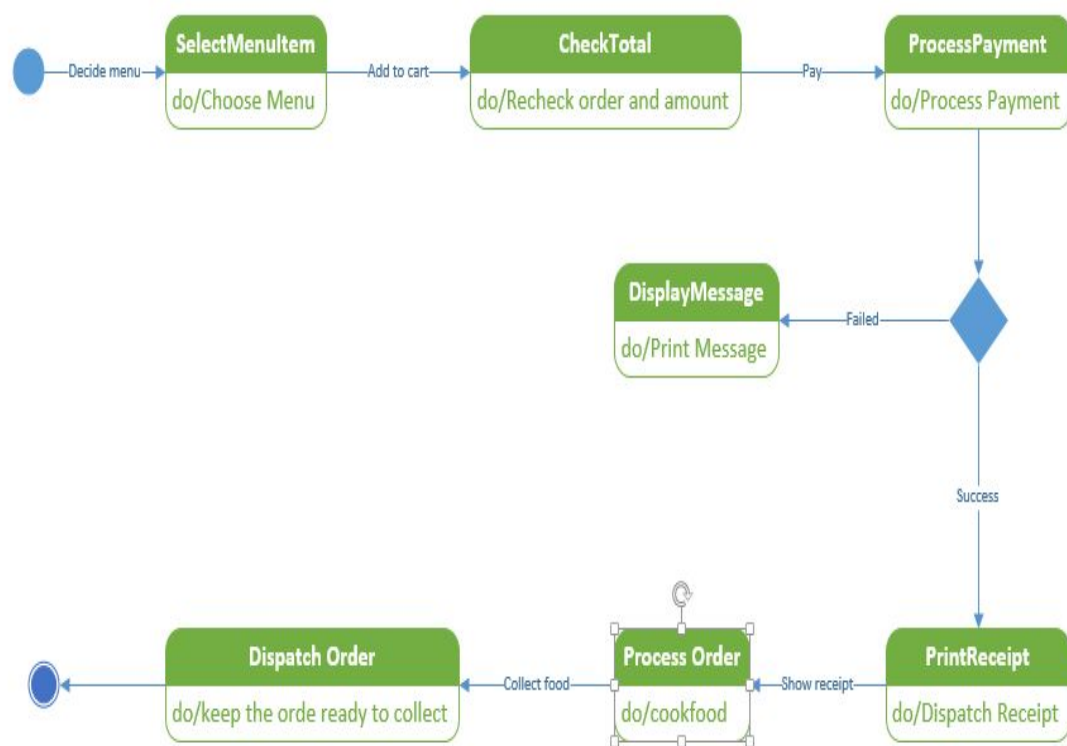 SelectMenuItem
do/Choose Menu
CheckTotal
do/Recheck order and amount
ProcessPayment
do/Process Payment
Decide menu
Add to cart
Pay
DisplayMessage
do/Print Message
Failed
Success
Dispatch Order
do/keep the orde ready to collect
Collect food
Process Order
do/cookfood
Show receipt
PrintReceipt
do/Dispatch Receipt